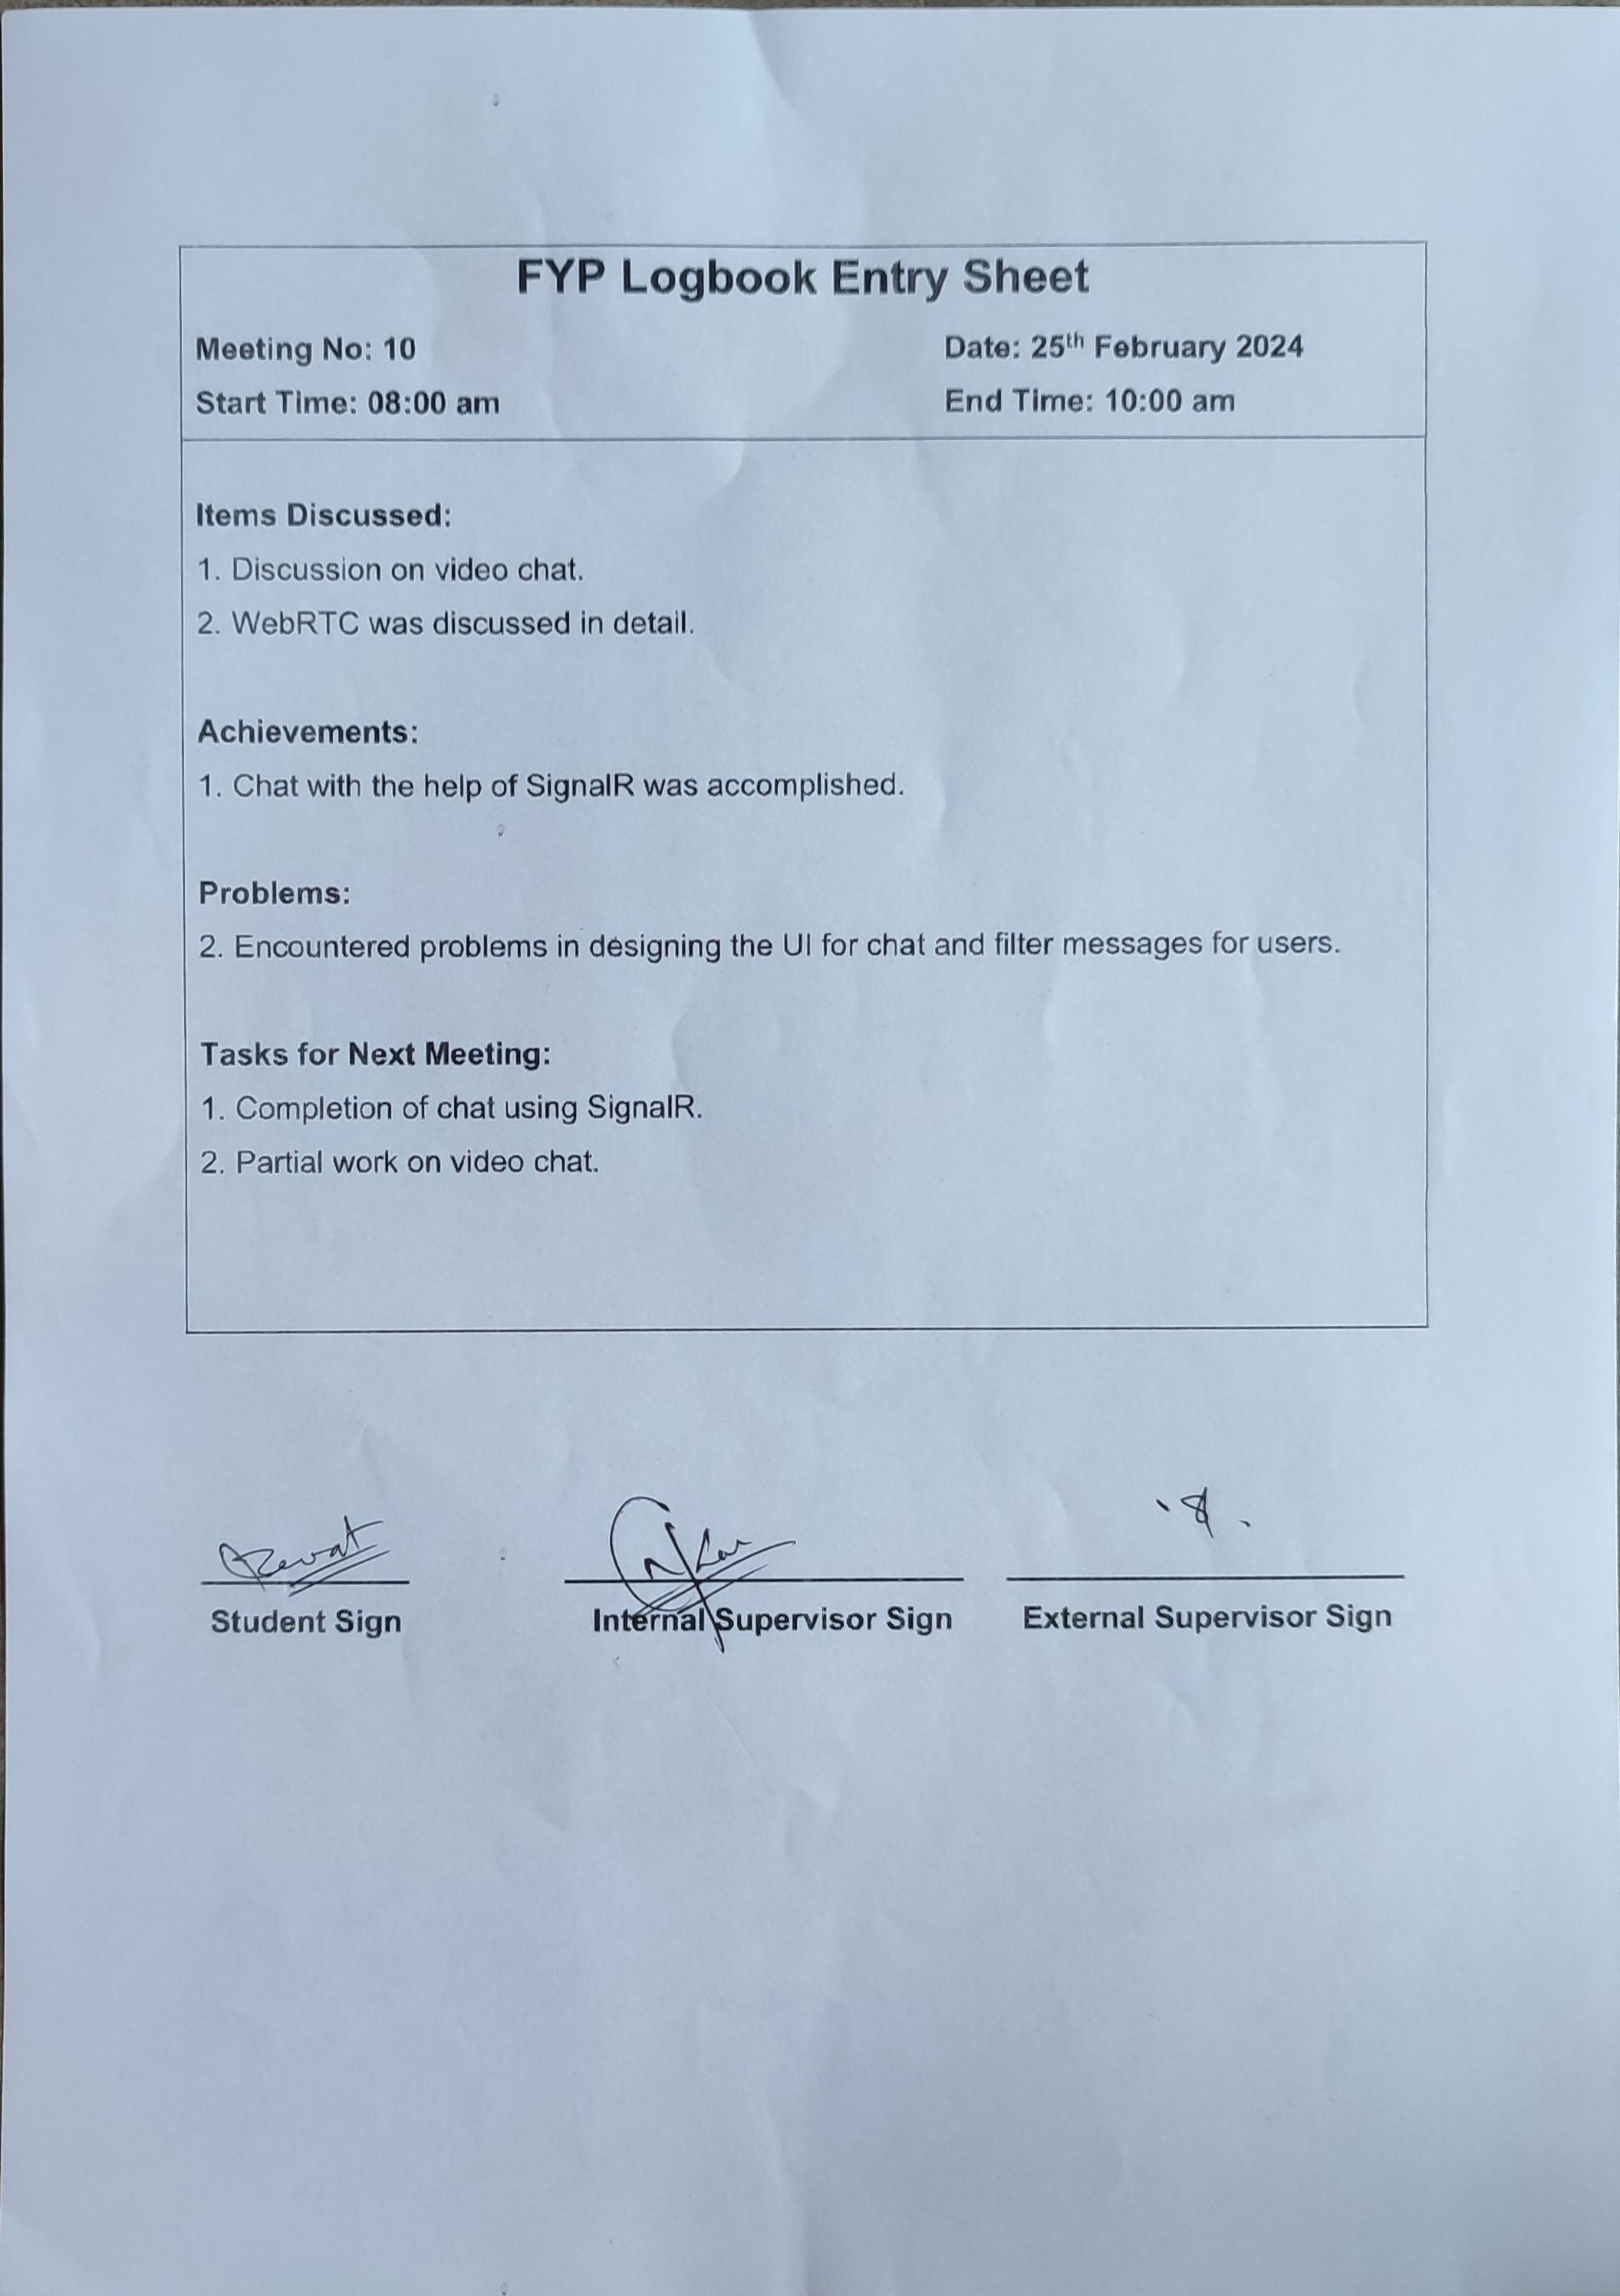 FYP Logbook Entry Sheet
Meeting No: 10
Date: 25th February 2024
Start Time: 08:00 am
End Time: 10:00 am
Items Discussed:
1. Discussion on video chat.
2. WebRTC was discussed in detail.
Achievements:
1. Chat with the help of SignalR was accomplished.
Problems:
2. Encountered problems in designing the UI for chat and filter messages for users.
Tasks for Next Meeting:
1. Completion of chat using SignalR.
2. Partial work on video chat.
Student Sign
Internal Supervisor Sign
External Supervisor Sign